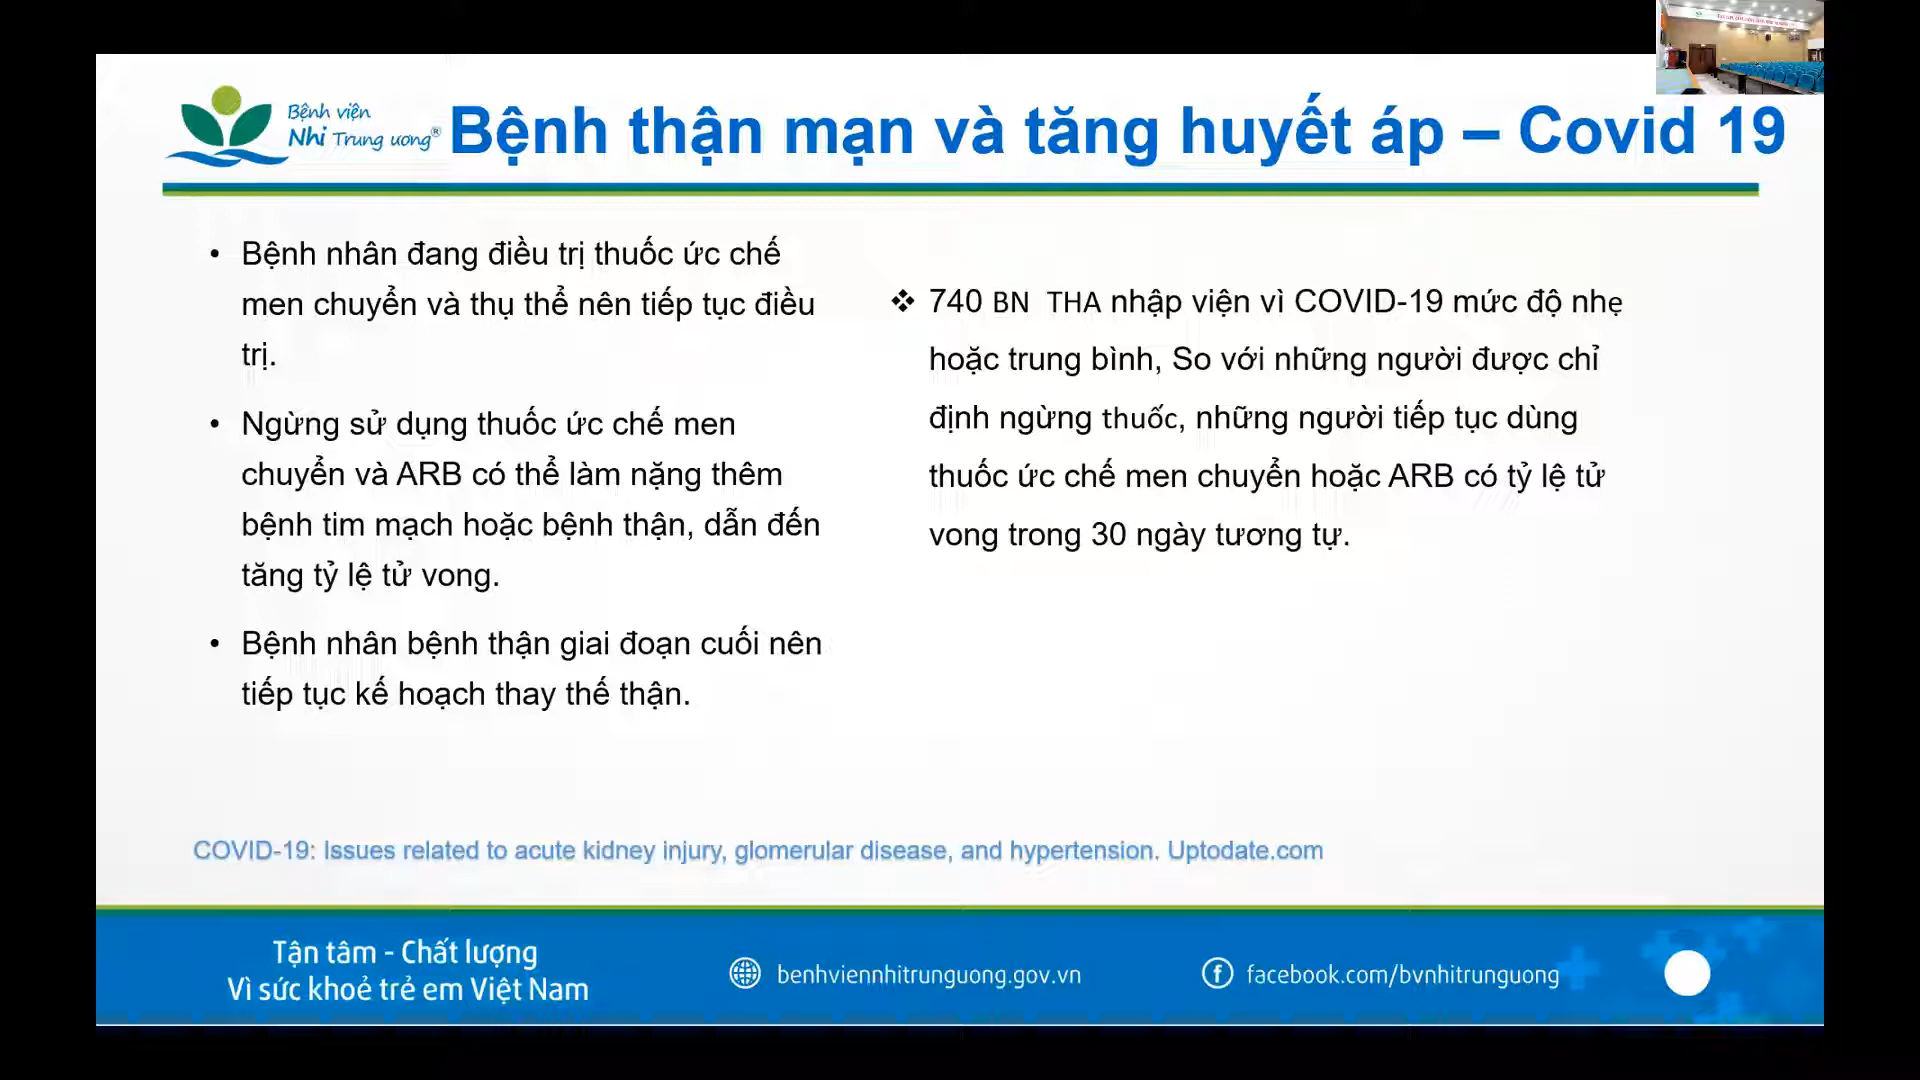 Bệnh viện
Nhi Trung ương®
Bệnh thận mạn và tăng huyết áp – Covid 19
• Bệnh nhân đang điều trị thuốc ức chế
men chuyển và thụ thể nên tiếp tục điều
trị.
• Ngừng sử dụng thuốc ức chế men
chuyển và ARB có thể làm nặng thêm
bệnh tim mạch hoặc bệnh thận, dẫn đến
tăng tỷ lệ tử vong.
• Bệnh nhân bệnh thận giai đoạn cuối nên
tiếp tục kế hoạch thay thế thận.
❖ 740 BN THA nhập viện vì COVID-19 mức độ nhẹ
hoặc trung bình, So với những người được chỉ
định ngừng thuốc, những người tiếp tục dùng
thuốc ức chế men chuyển hoặc ARB có tỷ lệ tử
vong trong 30 ngày tương tự.
COVID-19: Issues related to acute kidney injury, glomerular disease, and hypertension. Uptodate.com
Tận tâm - Chất lượng
Vì sức khoẻ trẻ em Việt Nam
benhviennhitrunguong.gov.vn
facebook.com/bvnhitrunguong